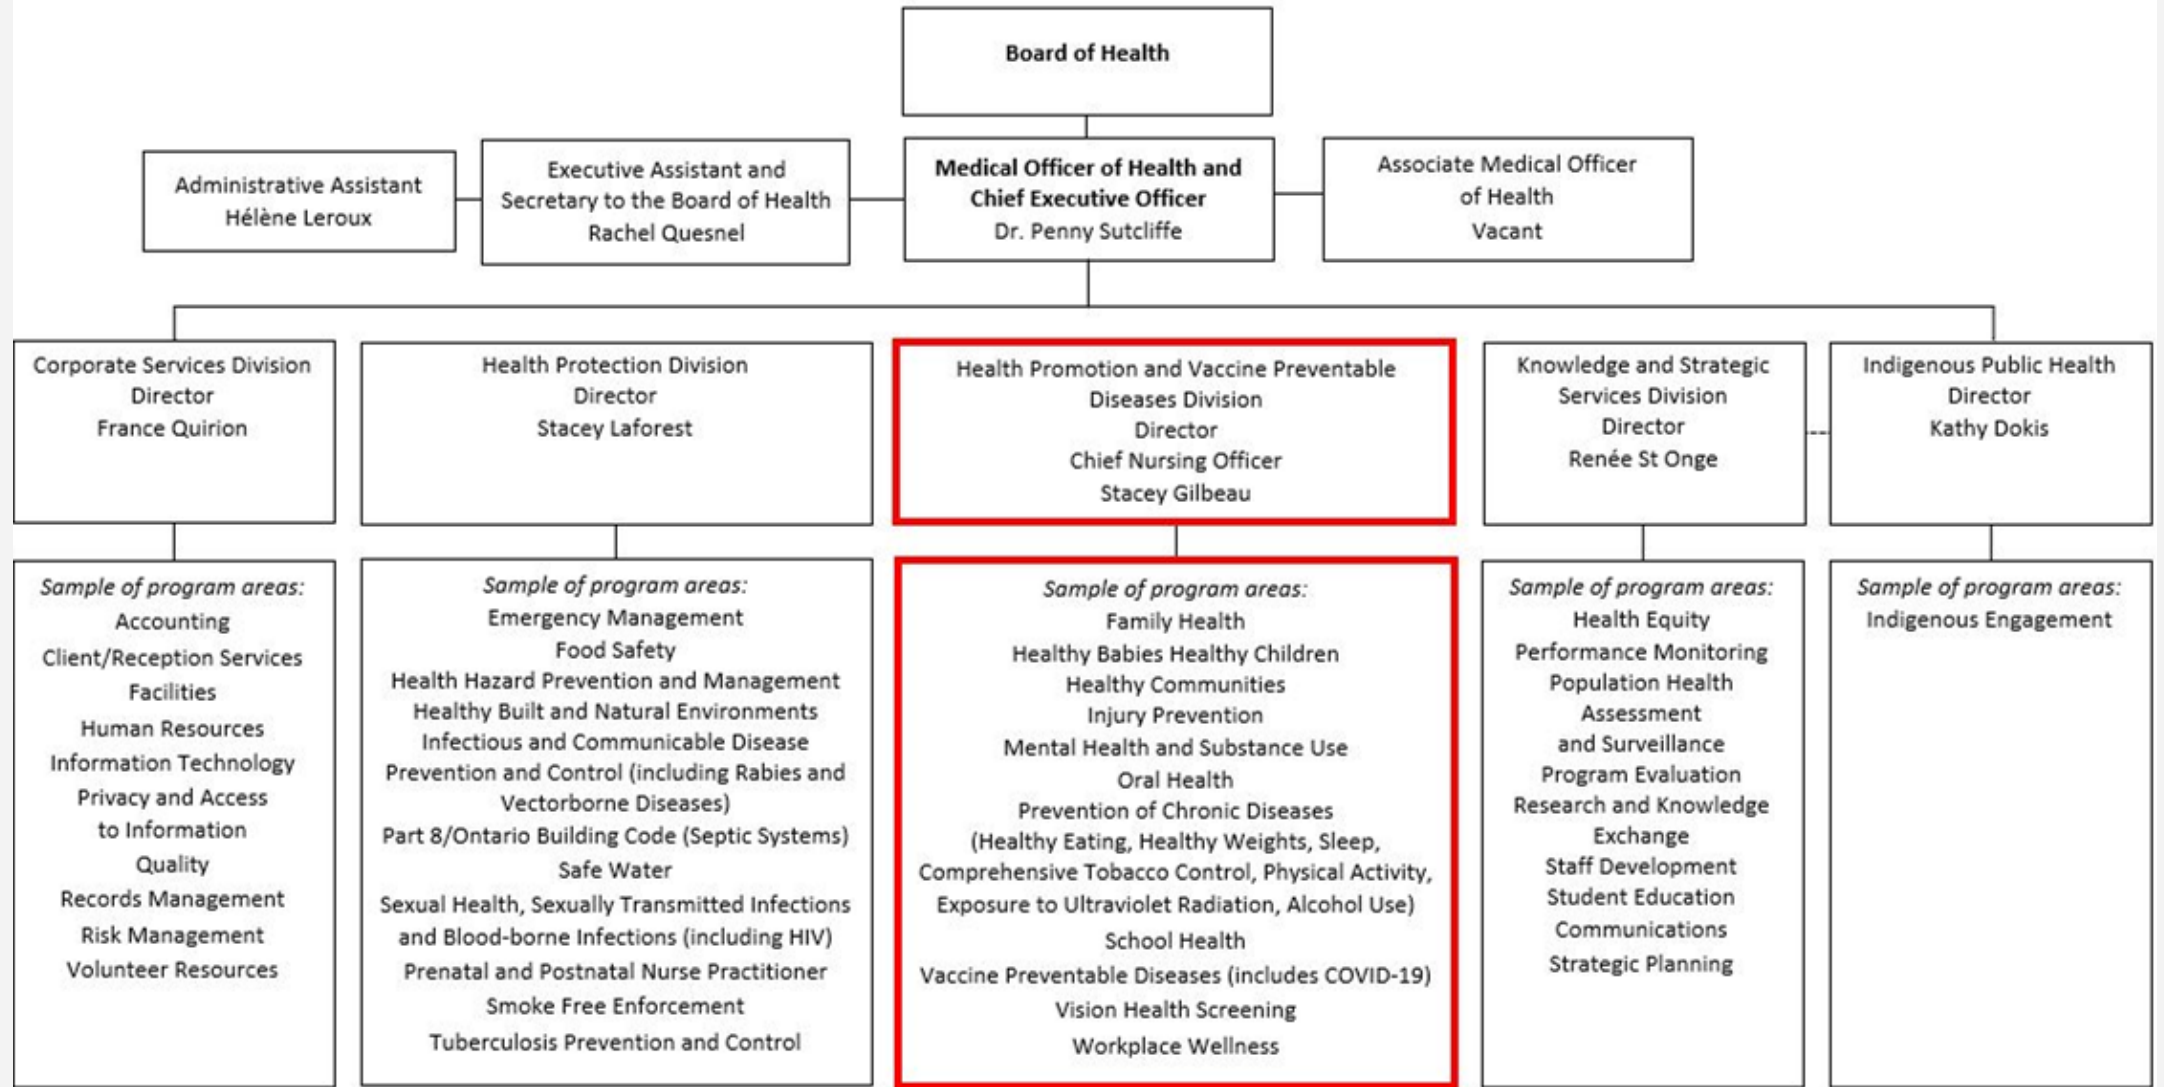 Board of Health
Administrative Assistant
Hélène Leroux
Executive Assistant and
Secretary to the Board of Health
Rachel Quesnel
Medical Officer of Health and
Chief Executive Officer
Dr. Penny Sutcliffe
Associate Medical Officer
of Health
Vacant
Corporate Services Division
Director
France Quirion
Health Protection Division
Director
Stacey Laforest
Health Promotion and Vaccine Preventable
Diseases Division
Director
Chief Nursing Officer
Stacey Gilbeau
Knowledge and Strategic
Services Division
Director
Renée St Onge
Indigenous Public Health
Director
Kathy Dokis
Sample of program areas:
Accounting
Client/Reception Services
Facilities
Human Resources
Information Technology
Privacy and Access
to Information
Quality
Records Management
Risk Management
Volunteer Resources
Sample of program areas:
Emergency Management
Food Safety
Health Hazard Prevention and Management
Healthy Built and Natural Environments
Infectious and Communicable Disease
Prevention and Control (including Rabies and
Vectorborne Diseases)
Part 8/Ontario Building Code (Septic Systems)
Safe Water
Sexual Health, Sexually Transmitted Infections
and Blood-borne Infections (including HIV)
Prenatal and Postnatal Nurse Practitioner
Smoke Free Enforcement
Tuberculosis Prevention and Control
Sample of program areas:
Family Health
Healthy Babies Healthy Children
Healthy Communities
Injury Prevention
Mental Health and Substance Use
Oral Health
Prevention of Chronic Diseases
(Healthy Eating, Healthy Weights, Sleep,
Comprehensive Tobacco Control, Physical Activity,
Exposure to Ultraviolet Radiation, Alcohol Use)
School Health
Vaccine Preventable Diseases (includes COVID-19)
Vision Health Screening
Workplace Wellness
Sample of program areas:
Health Equity
Performance Monitoring
Population Health
Assessment
and Surveillance
Program Evaluation
Research and Knowledge
Exchange
Staff Development
Student Education
Communications
Strategic Planning
Sample of program areas:
Indigenous Engagement